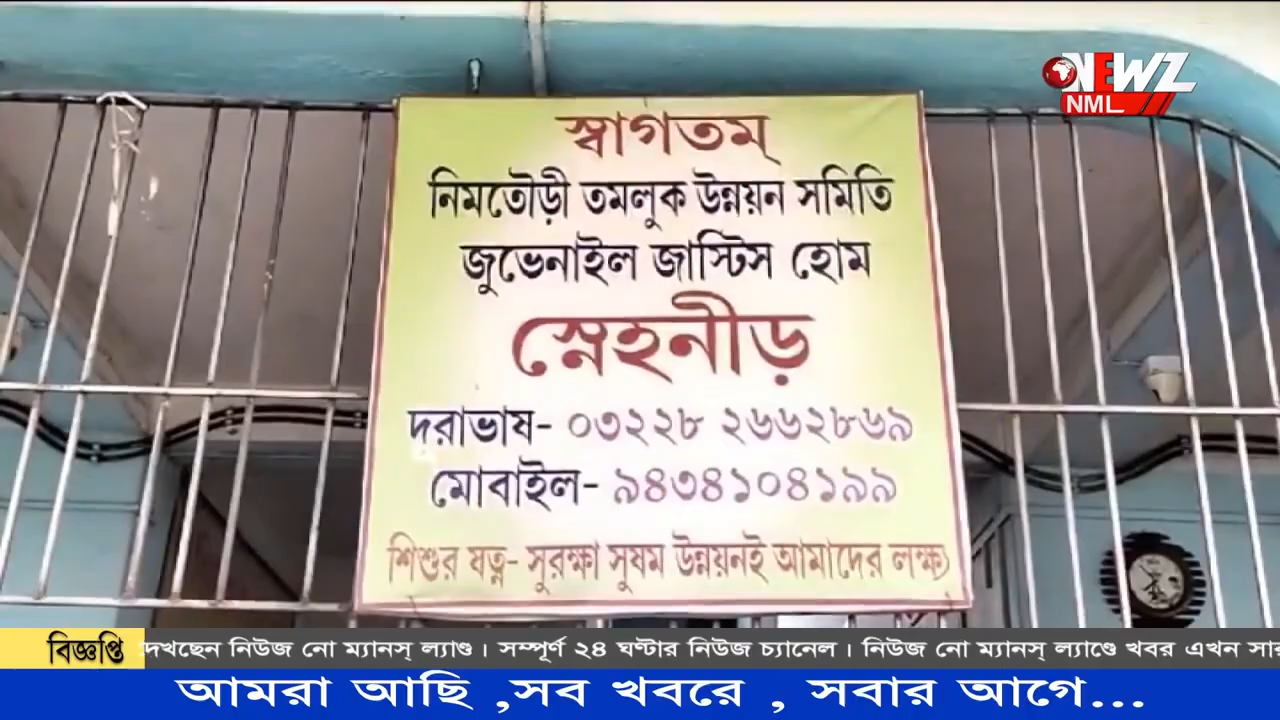 NEWZ
NML
স্বাগতম্
নিমতৌড়ী তমলুক উন্নয়ন সমিতি
জুভেনাইল জাস্টিস হোম
স্নেহনীড়
দূরাভাষ- ০৩২২৮ ২৬৬২৮৬৯
মোবাইল- ৯৪৩৪১০৪১৯৯
শিশুর যত্ন- সুরক্ষা সুষম উন্নয়নই আমাদের লক্ষ্য
বিজ্ঞপ্তি দেখছেন নিউজ নো ম্যানস্ ল্যাণ্ড । সম্পূর্ণ ২৪ ঘণ্টার নিউজ চ্যানেল । নিউজ নো ম্যানস্ ল্যাণ্ডে খবর এখন সার
আমরা আছি ,সব খবরে , সবার আগে...